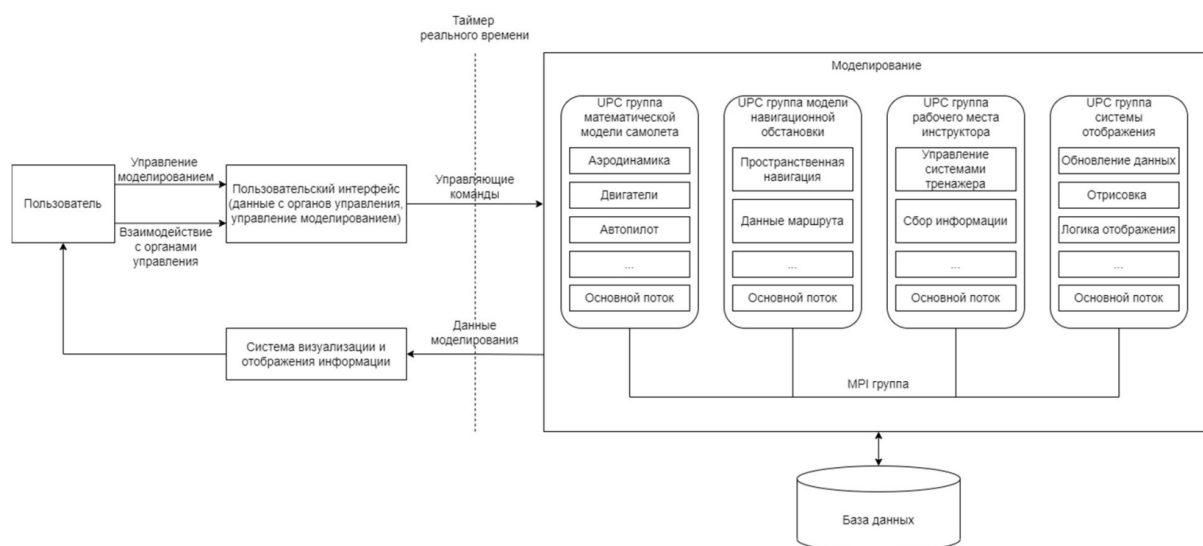 Таймер
реального времени
Моделирование
UPC группа
математической
модели самолета
Аэродинамика
Двигатели
Автопилот
...
Основной поток
UPC группа модели
навигационной
обстановки
Пространственная
навигация
Данные маршрута
...
Основной поток
UPC группа
рабочего места
инструктора
Управление
системами
тренажера
Сбор информации
...
Основной поток
UPC группа
системы
отображения
Обновление данных
Отрисовка
Логика отображения
...
Основной поток
MPI группа
Пользователь
Управление
моделированием
Взаимодействие
с органами
управления
Пользовательский интерфейс
(данные с органов управления,
управление моделированием)
Управляющие
команды
Данные
моделирования
Система визуализации и
отображения информации
База данных